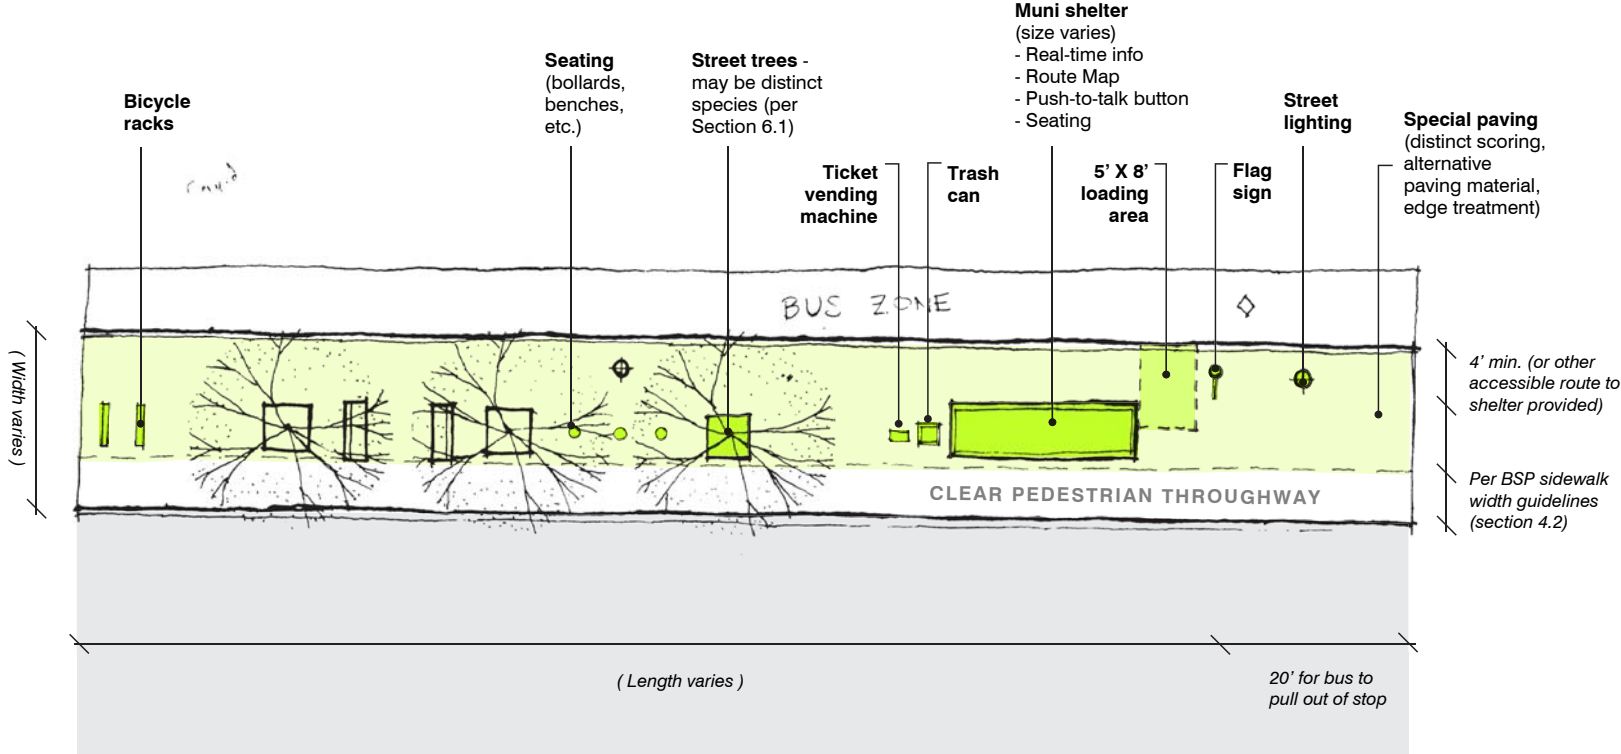 Muni shelter
(size varies)
- Real-time info
- Route Map
- Push-to-talk button
- Seating
Seating
(bollards,
benches,
etc.)
Street trees -
may be distinct
species (per
Section 6.1)
Bicycle
racks
Street
lighting
Special paving
(distinct scoring,
alternative
paving material,
edge treatment)
Ticket
vending
machine
Trash
can
5’ X 8’
loading
area
Flag
sign
BUS ZONE
( Width varies )
4’ min. (or other
accessible route to
shelter provided)
CLEAR PEDESTRIAN THROUGHWAY
Per BSP sidewalk
width guidelines
(section 4.2)
( Length varies )
20’ for bus to
pull out of stop